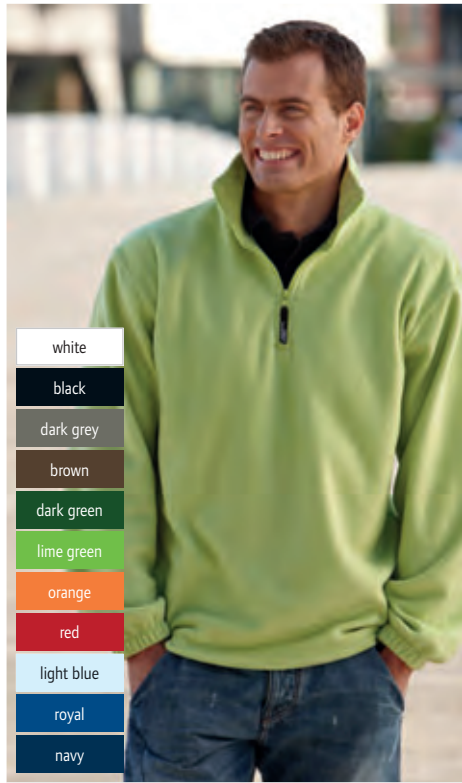 white
black
dark grey
brown
dark green
lime green
orange
red
light blue
royal
navy